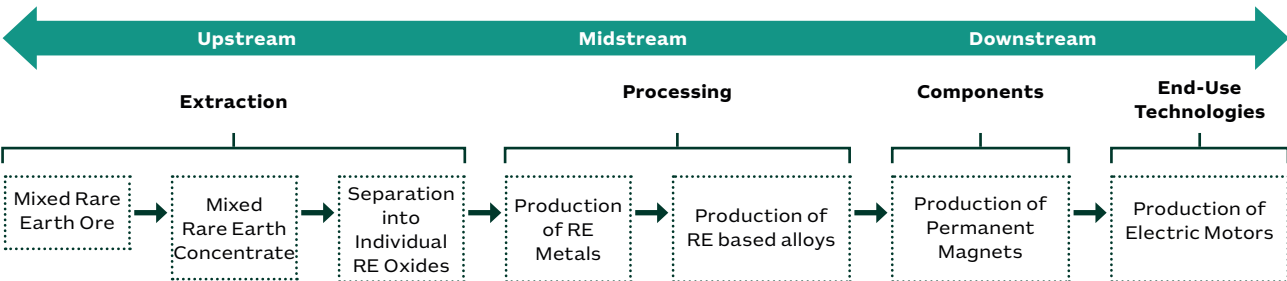 Upstream
Midstream
Downstream
Extraction
Processing
Components
End-Use
Technologies
Mixed Rare
Earth Ore
Mixed
Rare Earth
Concentrate
Separation
into
Individual
RE Oxides
Production
of RE
Metals
Production of
RE based alloys
Production of
Permanent
Magnets
Production of
Electric Motors